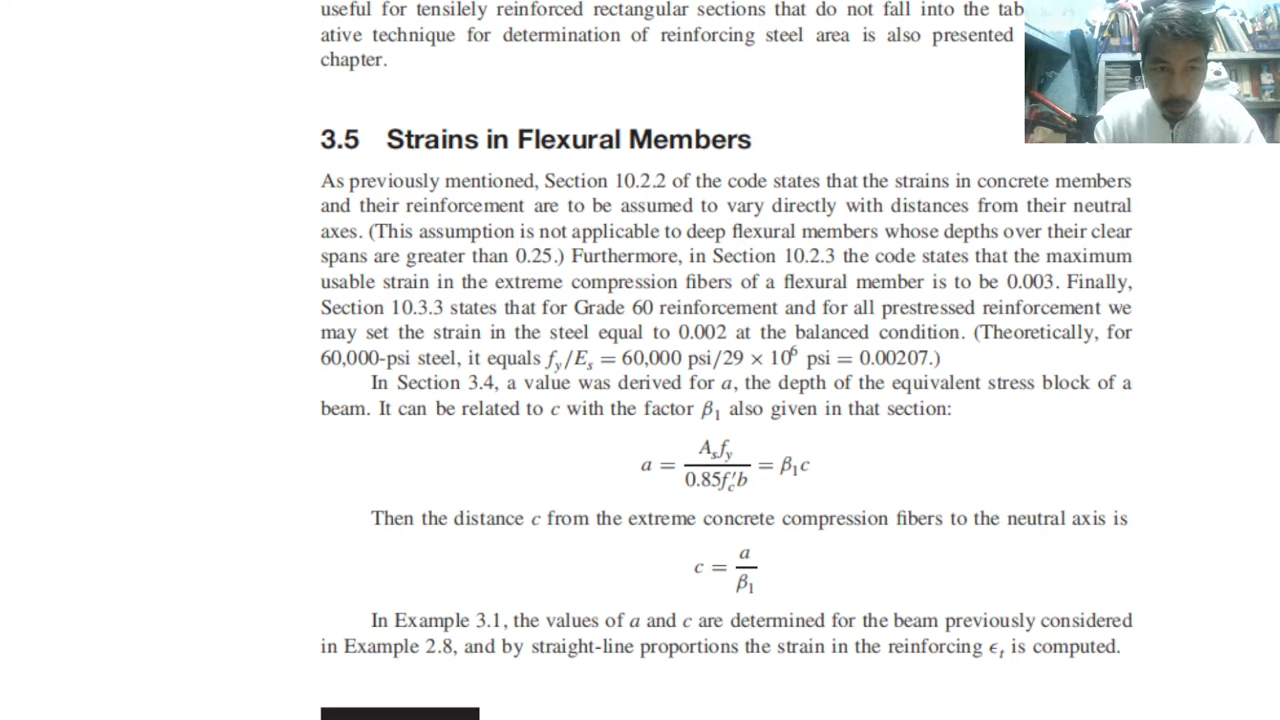 useful for tensilely reinforced rectangular sections that do not fall into the tab
ative technique for determination of reinforcing steel area is also presented
chapter.
3.5 Strains in Flexural Members
As previously mentioned, Section 10.2.2 of the code states that the strains in concrete members
and their reinforcement are to be assumed to vary directly with distances from their neutral
axes. (This assumption is not applicable to deep flexural members whose depths over their clear
spans are greater than 0.25.) Furthermore, in Section 10.2.3 the code states that the maximum
usable strain in the extreme compression fibers of a flexural member is to be 0.003. Finally,
Section 10.3.3 states that for Grade 60 reinforcement and for all prestressed reinforcement we
may set the strain in the steel equal to 0.002 at the balanced condition. (Theoretically, for
60,000-psi steel, it equals f_y/E_s = 60,000 psi/29 × 10⁶ psi = 0.00207.)
In Section 3.4, a value was derived for a, the depth of the equivalent stress block of a
beam. It can be related to c with the factor β₁ also given in that section:
a = A_s f_y / 0.85f'_c b = β₁c
Then the distance c from the extreme concrete compression fibers to the neutral axis is
c = a / β₁
In Example 3.1, the values of a and c are determined for the beam previously considered
in Example 2.8, and by straight-line proportions the strain in the reinforcing ϵ_t is computed.